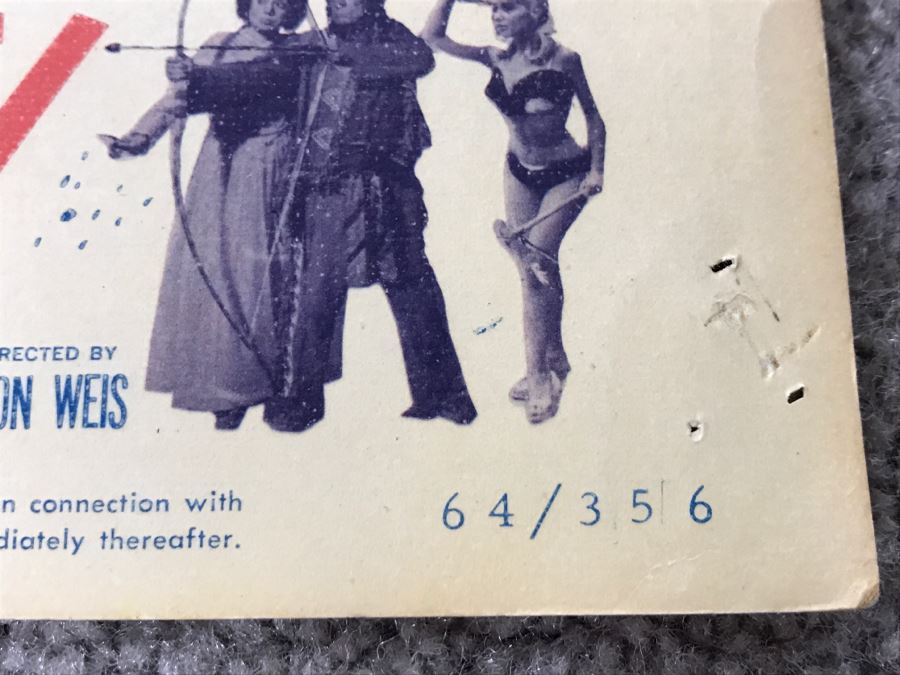 RECTED BY
ON WEIS
n connection with
diately thereafter.
64/356